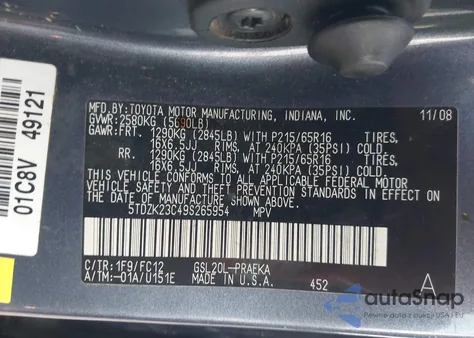 MFD.BY:TOYOTA MOTOR MANUFACTURING, INDIANA, INC. 11/08
GVWR:2580KG (5690LB)
GAWR:FRT. 1290KG (2845LB) WITH P215/65R16 TIRES,
16X6.5JJ RIMS, AT 240KPA (35PSI) COLD.
RR. 1290KG (2845LB) WITH P215/65R16 TIRES,
16X6.5JJ RIMS, AT 240KPA (35PSI) COLD.
THIS VEHICLE CONFORMS TO ALL APPLICABLE FEDERAL MOTOR
VEHICLE SAFETY AND THEFT PREVENTION STANDARDS IN EFFECT ON
THE DATE OF MANUFACTURE SHOWN ABOVE.
5TDZK23C49S265954 MPV
C/TR:1F9/FC12 GSL20L-PRAEKA
A/TM:-01A/U151E MADE IN U.S.A. 452 A
01C8V 49121
autoSnap
Auctions from USA & EU